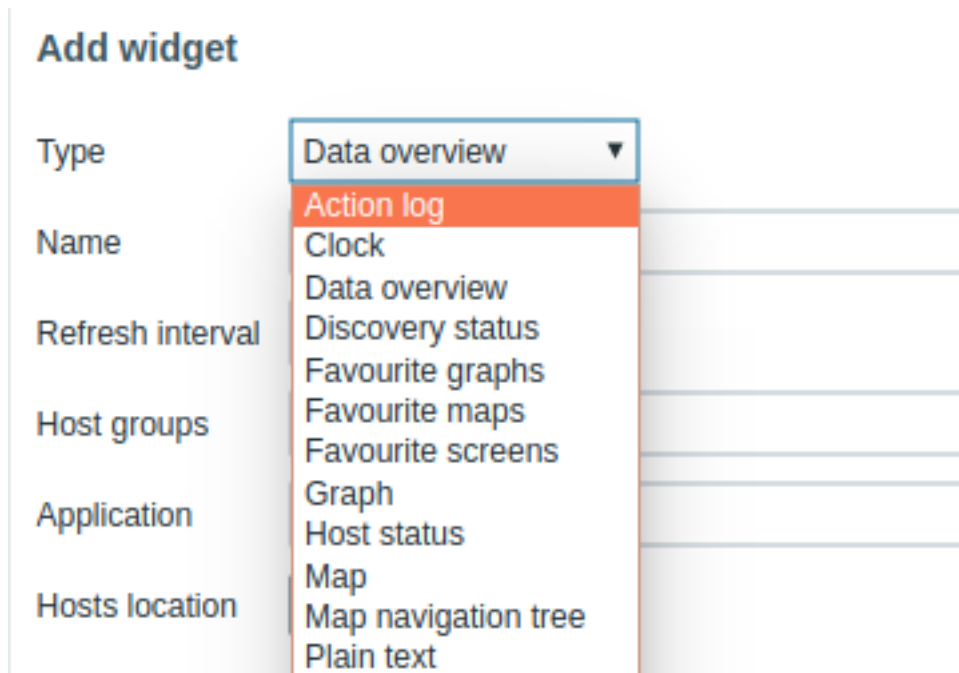 Add widget
Type
Data overview ▼
Action log
Name
Clock
Data overview
Refresh interval
Discovery status
Favourite graphs
Host groups
Favourite maps
Favourite screens
Graph
Application
Host status
Map
Hosts location
Map navigation tree
Plain text